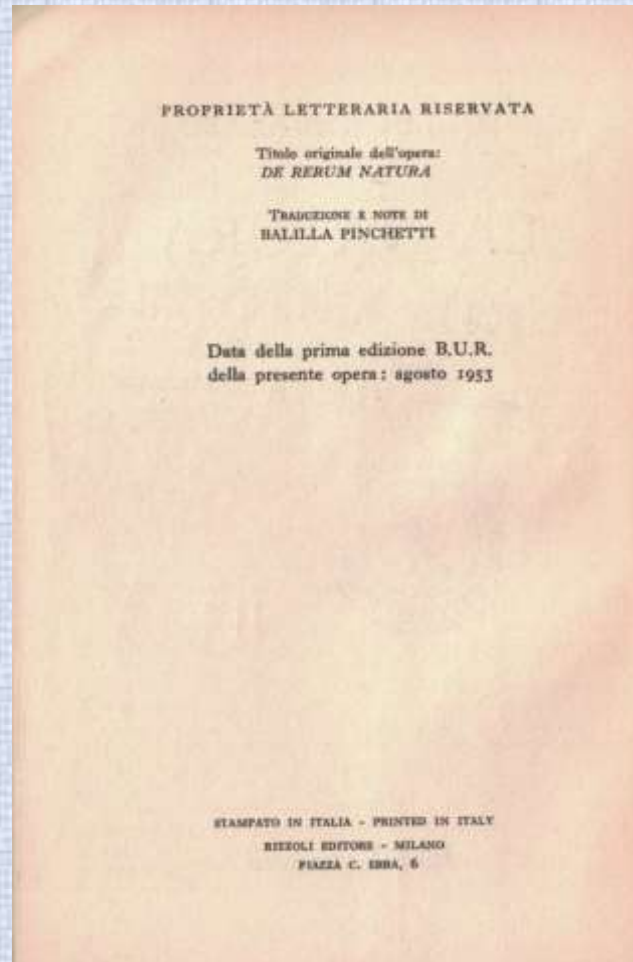 PROPRIETÀ LETTERARIA RISERVATA
Titolo originale dell'opera:
DE RERUM NATURA
TRADUZIONE E NOTE DI
BALILLA PINCHETTI
Data della prima edizione B.U.R.
della presente opera: agosto 1953
STAMPATO IN ITALIA - PRINTED IN ITALY
RIZZOLI EDITORE - MILANO
PIAZZA C. ERBA, 6